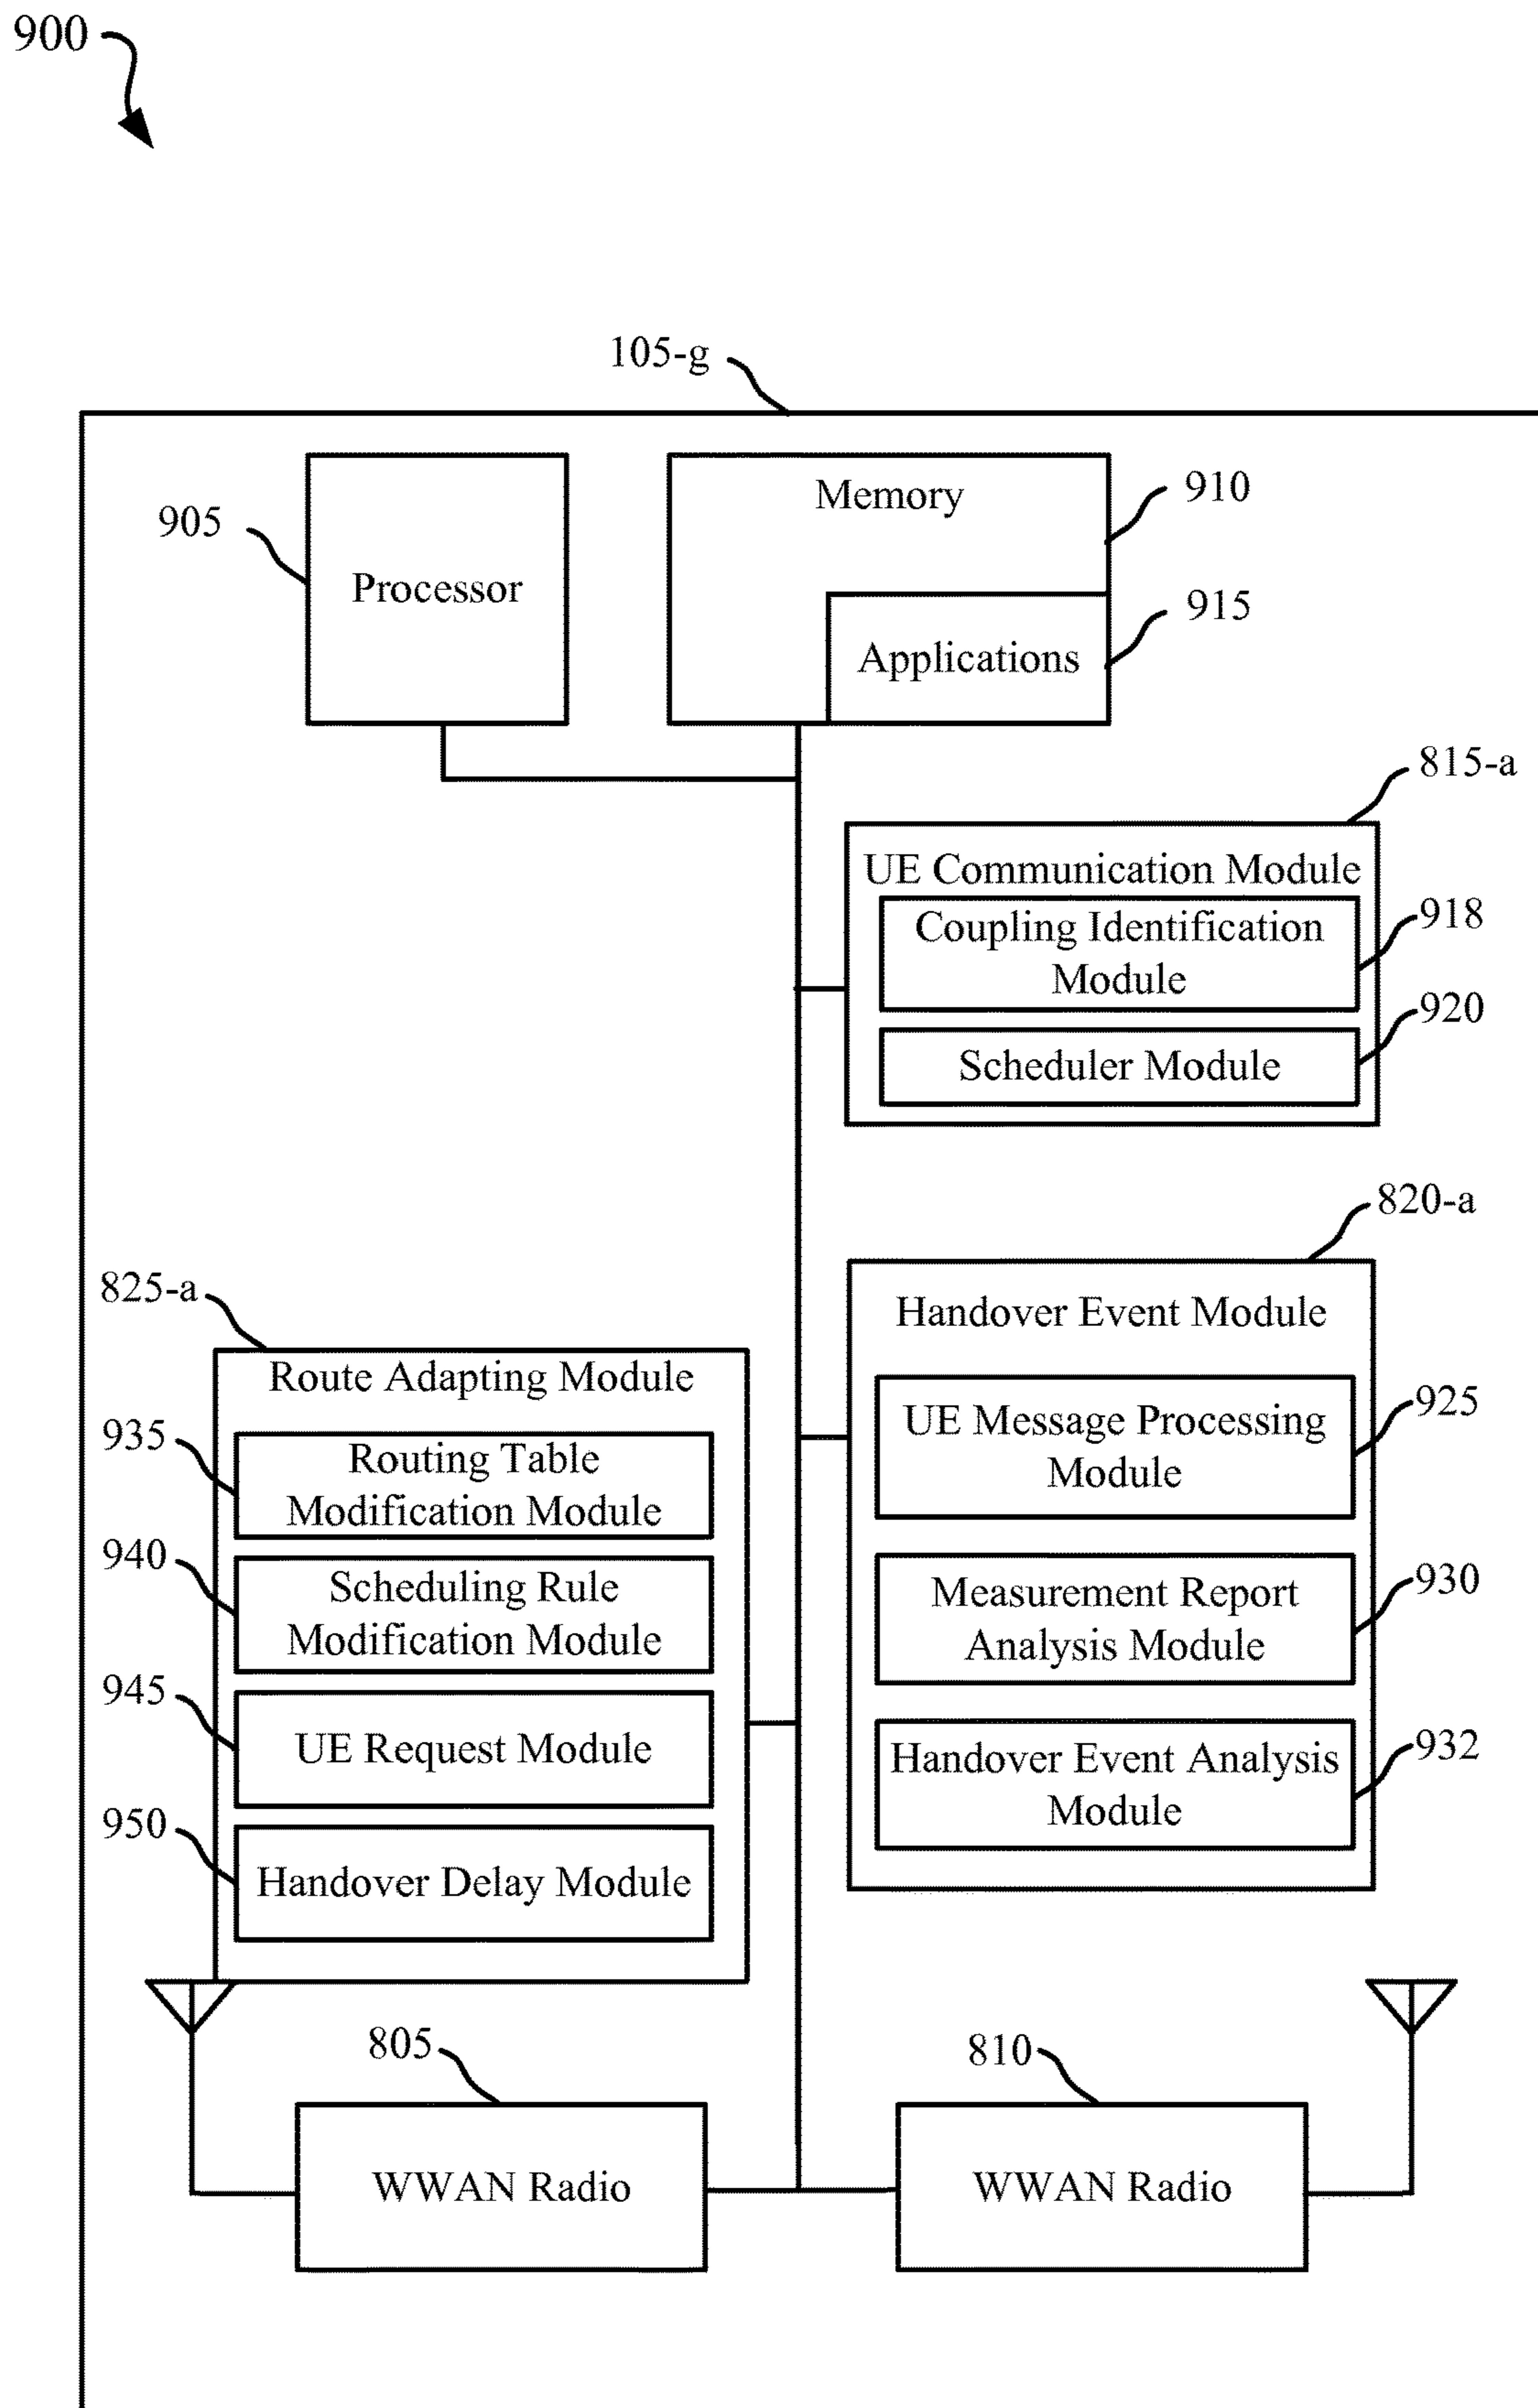 900
105-g
905
Processor
Memory
910
Applications
915
815-a
UE Communication Module
Coupling Identification
Module
918
Scheduler Module
920
820-a
Handover Event Module
UE Message Processing
Module
925
Measurement Report
Analysis Module
930
Handover Event Analysis
Module
932
825-a
Route Adapting Module
935
Routing Table
Modification Module
940
Scheduling Rule
Modification Module
945
UE Request Module
950
Handover Delay Module
805
WWAN Radio
810
WWAN Radio